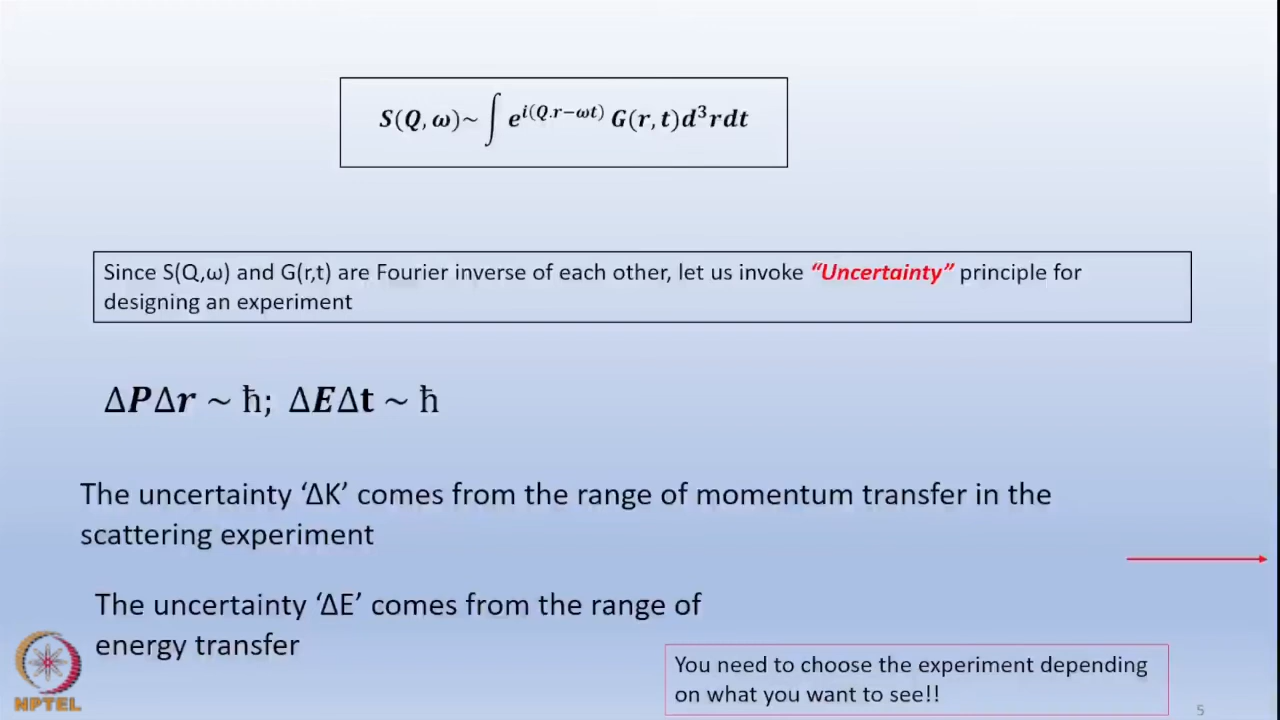 S(Q, ω)~ ∫ e^{i(Q.r−ωt)} G(r, t)d³rdt
Since S(Q,ω) and G(r,t) are Fourier inverse of each other, let us invoke “Uncertainty” principle for
designing an experiment
ΔPΔr ~ ħ; ΔEΔt ~ ħ
The uncertainty ‘ΔK’ comes from the range of momentum transfer in the
scattering experiment
The uncertainty ‘ΔE’ comes from the range of
energy transfer
You need to choose the experiment depending
on what you want to see!!
NPTEL
5